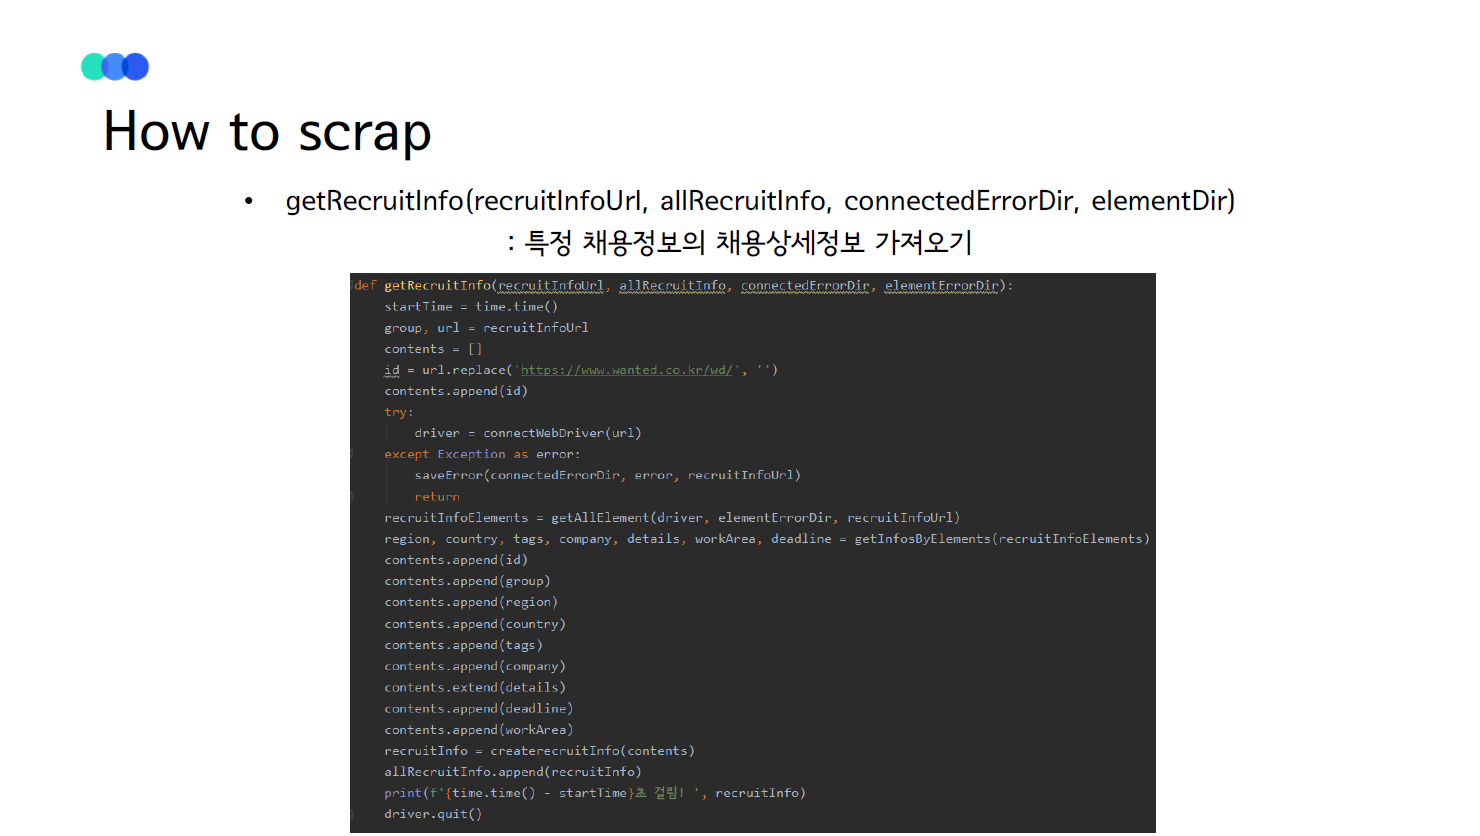 How to scrap
• getRecruitInfo(recruitInfoUrl, allRecruitInfo, connectedErrorDir, elementDir)
: 특정 채용정보의 채용상세정보 가져오기
def getRecruitInfo(recruitInfoUrl, allRecruitInfo, connectedErrorDir, elementErrorDir):
startTime = time.time()
group, url = recruitInfoUrl
contents = []
id = url.replace('https://www.wanted.co.kr/wd/', '')
contents.append(id)
try:
driver = connectWebDriver(url)
except Exception as error:
saveError(connectedErrorDir, error, recruitInfoUrl)
return
recruitInfoElements = getAllElement(driver, elementErrorDir, recruitInfoUrl)
region, country, tags, company, details, workArea, deadline = getInfosByElements(recruitInfoElements)
contents.append(id)
contents.append(group)
contents.append(region)
contents.append(country)
contents.append(tags)
contents.append(company)
contents.extend(details)
contents.append(deadline)
contents.append(workArea)
recruitInfo = createrecruitInfo(contents)
allRecruitInfo.append(recruitInfo)
print(f'{time.time() - startTime}초 걸림! ', recruitInfo)
driver.quit()